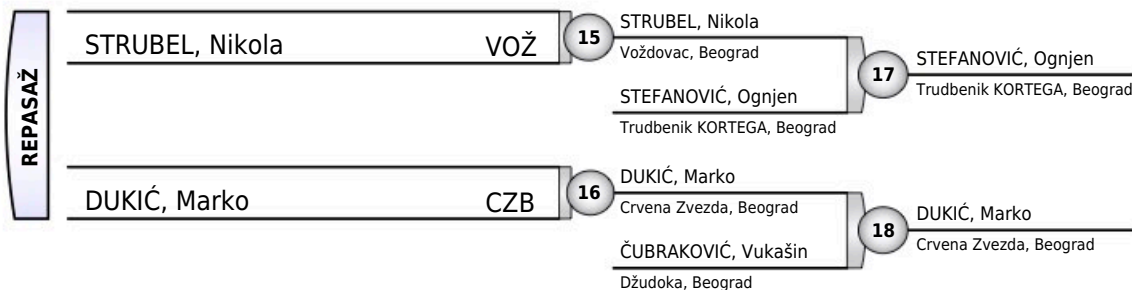 REPASAŽ
STRUBEL, Nikola VOŽ
15
STRUBEL, Nikola
Voždovac, Beograd
STEFANOVIĆ, Ognjen
Trudbenik KORTEGA, Beograd
17
STEFANOVIĆ, Ognjen
Trudbenik KORTEGA, Beograd
DUKIĆ, Marko CZB
16
DUKIĆ, Marko
Crvena Zvezda, Beograd
ČUBRAKOVIĆ, Vukašin
Džudoka, Beograd
18
DUKIĆ, Marko
Crvena Zvezda, Beograd